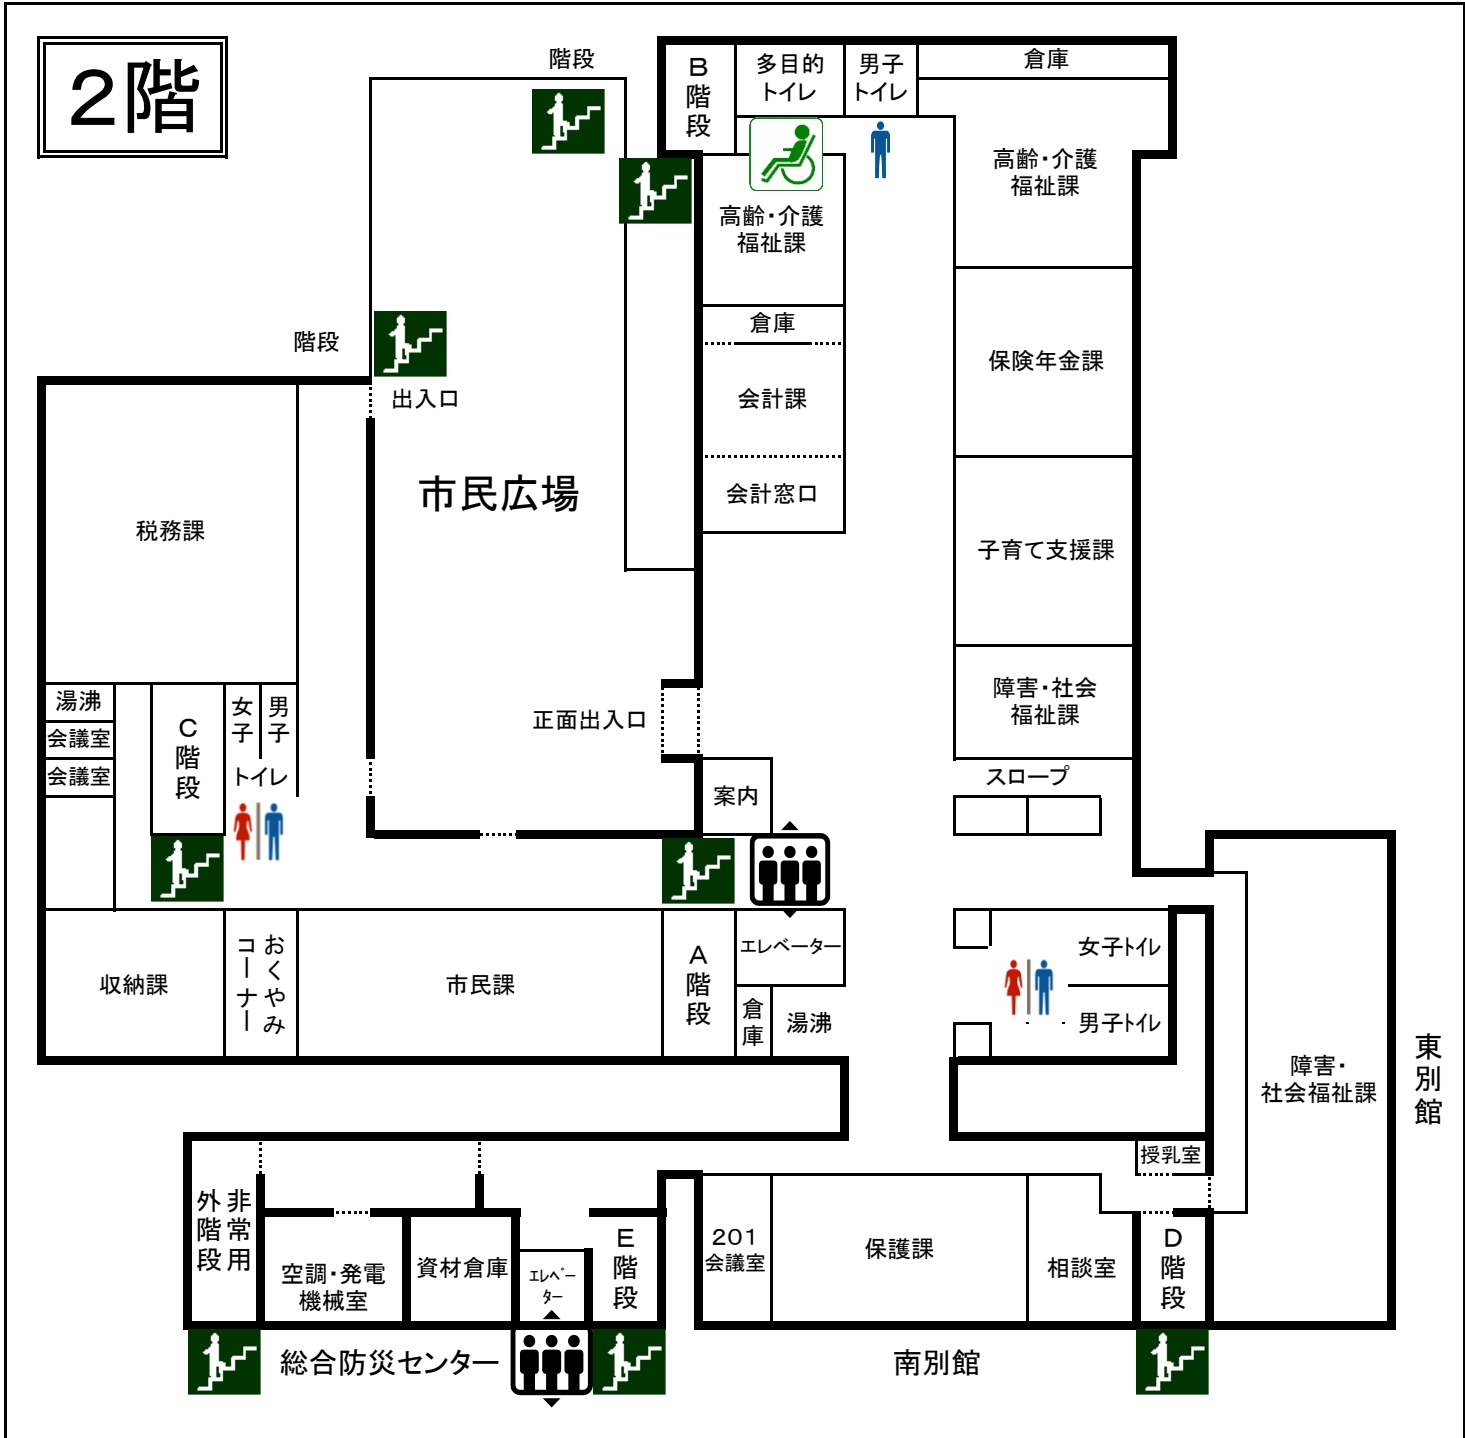 2階
階段
B階段
多目的
トイレ
男子
トイレ
倉庫
高齢・介護
福祉課
高齢・介護
福祉課
階段
倉庫
保険年金課
出入口
会計課
市民広場
会計窓口
税務課
子育て支援課
湯沸
会議室
会議室
C階段
女子
男子
トイレ
正面出入口
障害・社会
福祉課
案内
スロープ
収納課
おくやみ
コーナー
市民課
A階段
エレベーター
倉庫
湯沸
女子トイレ
男子トイレ
障害・
社会福祉課
東別館
授乳室
非常用
外階段
空調・発電
機械室
資材倉庫
エレベー
ター
E階段
201
会議室
保護課
相談室
D階段
総合防災センター
南別館